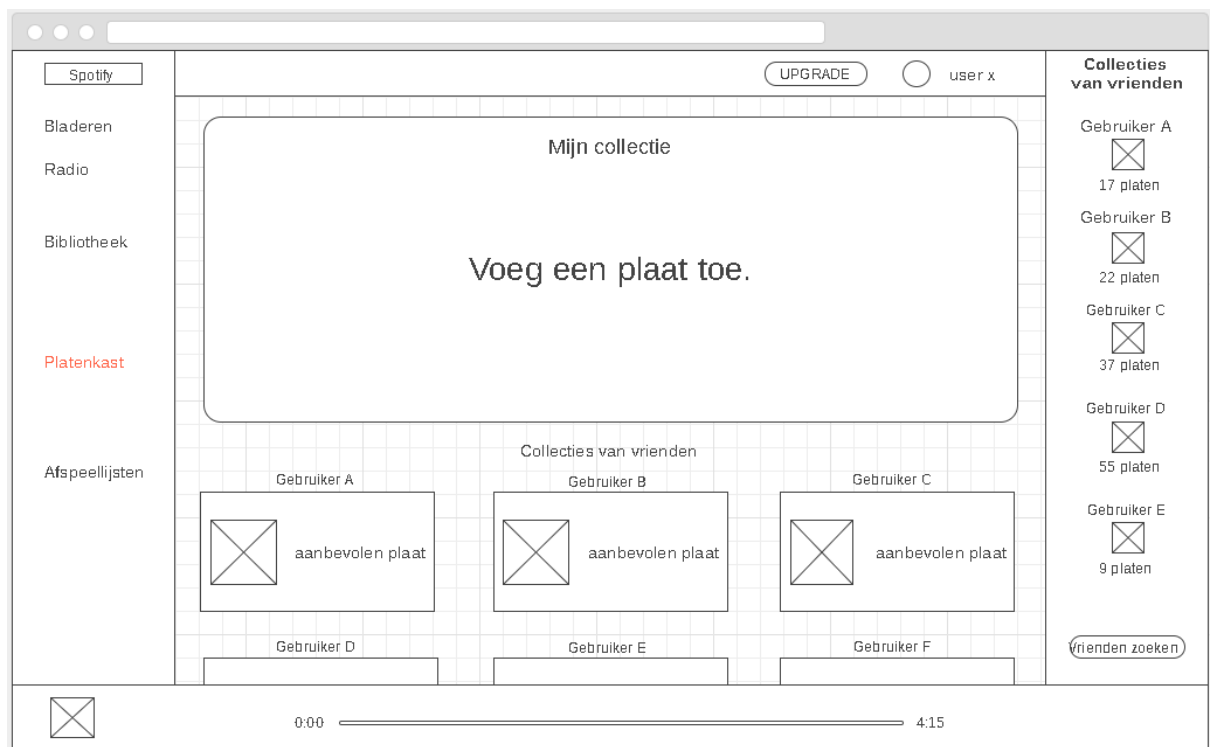 Spotify
Bladeren
Radio
Bibliotheek
Platenkast
Afspeellijsten
UPGRADE
user x
Mijn collectie
Voeg een plaat toe.
Collecties van vrienden
Gebruiker A
Gebruiker B
Gebruiker C
aanbevolen plaat
aanbevolen plaat
aanbevolen plaat
Gebruiker D
Gebruiker E
Gebruiker F
Collecties
van vrienden
Gebruiker A
17 platen
Gebruiker B
22 platen
Gebruiker C
37 platen
Gebruiker D
55 platen
Gebruiker E
9 platen
Vrienden zoeken
0:00
4:15